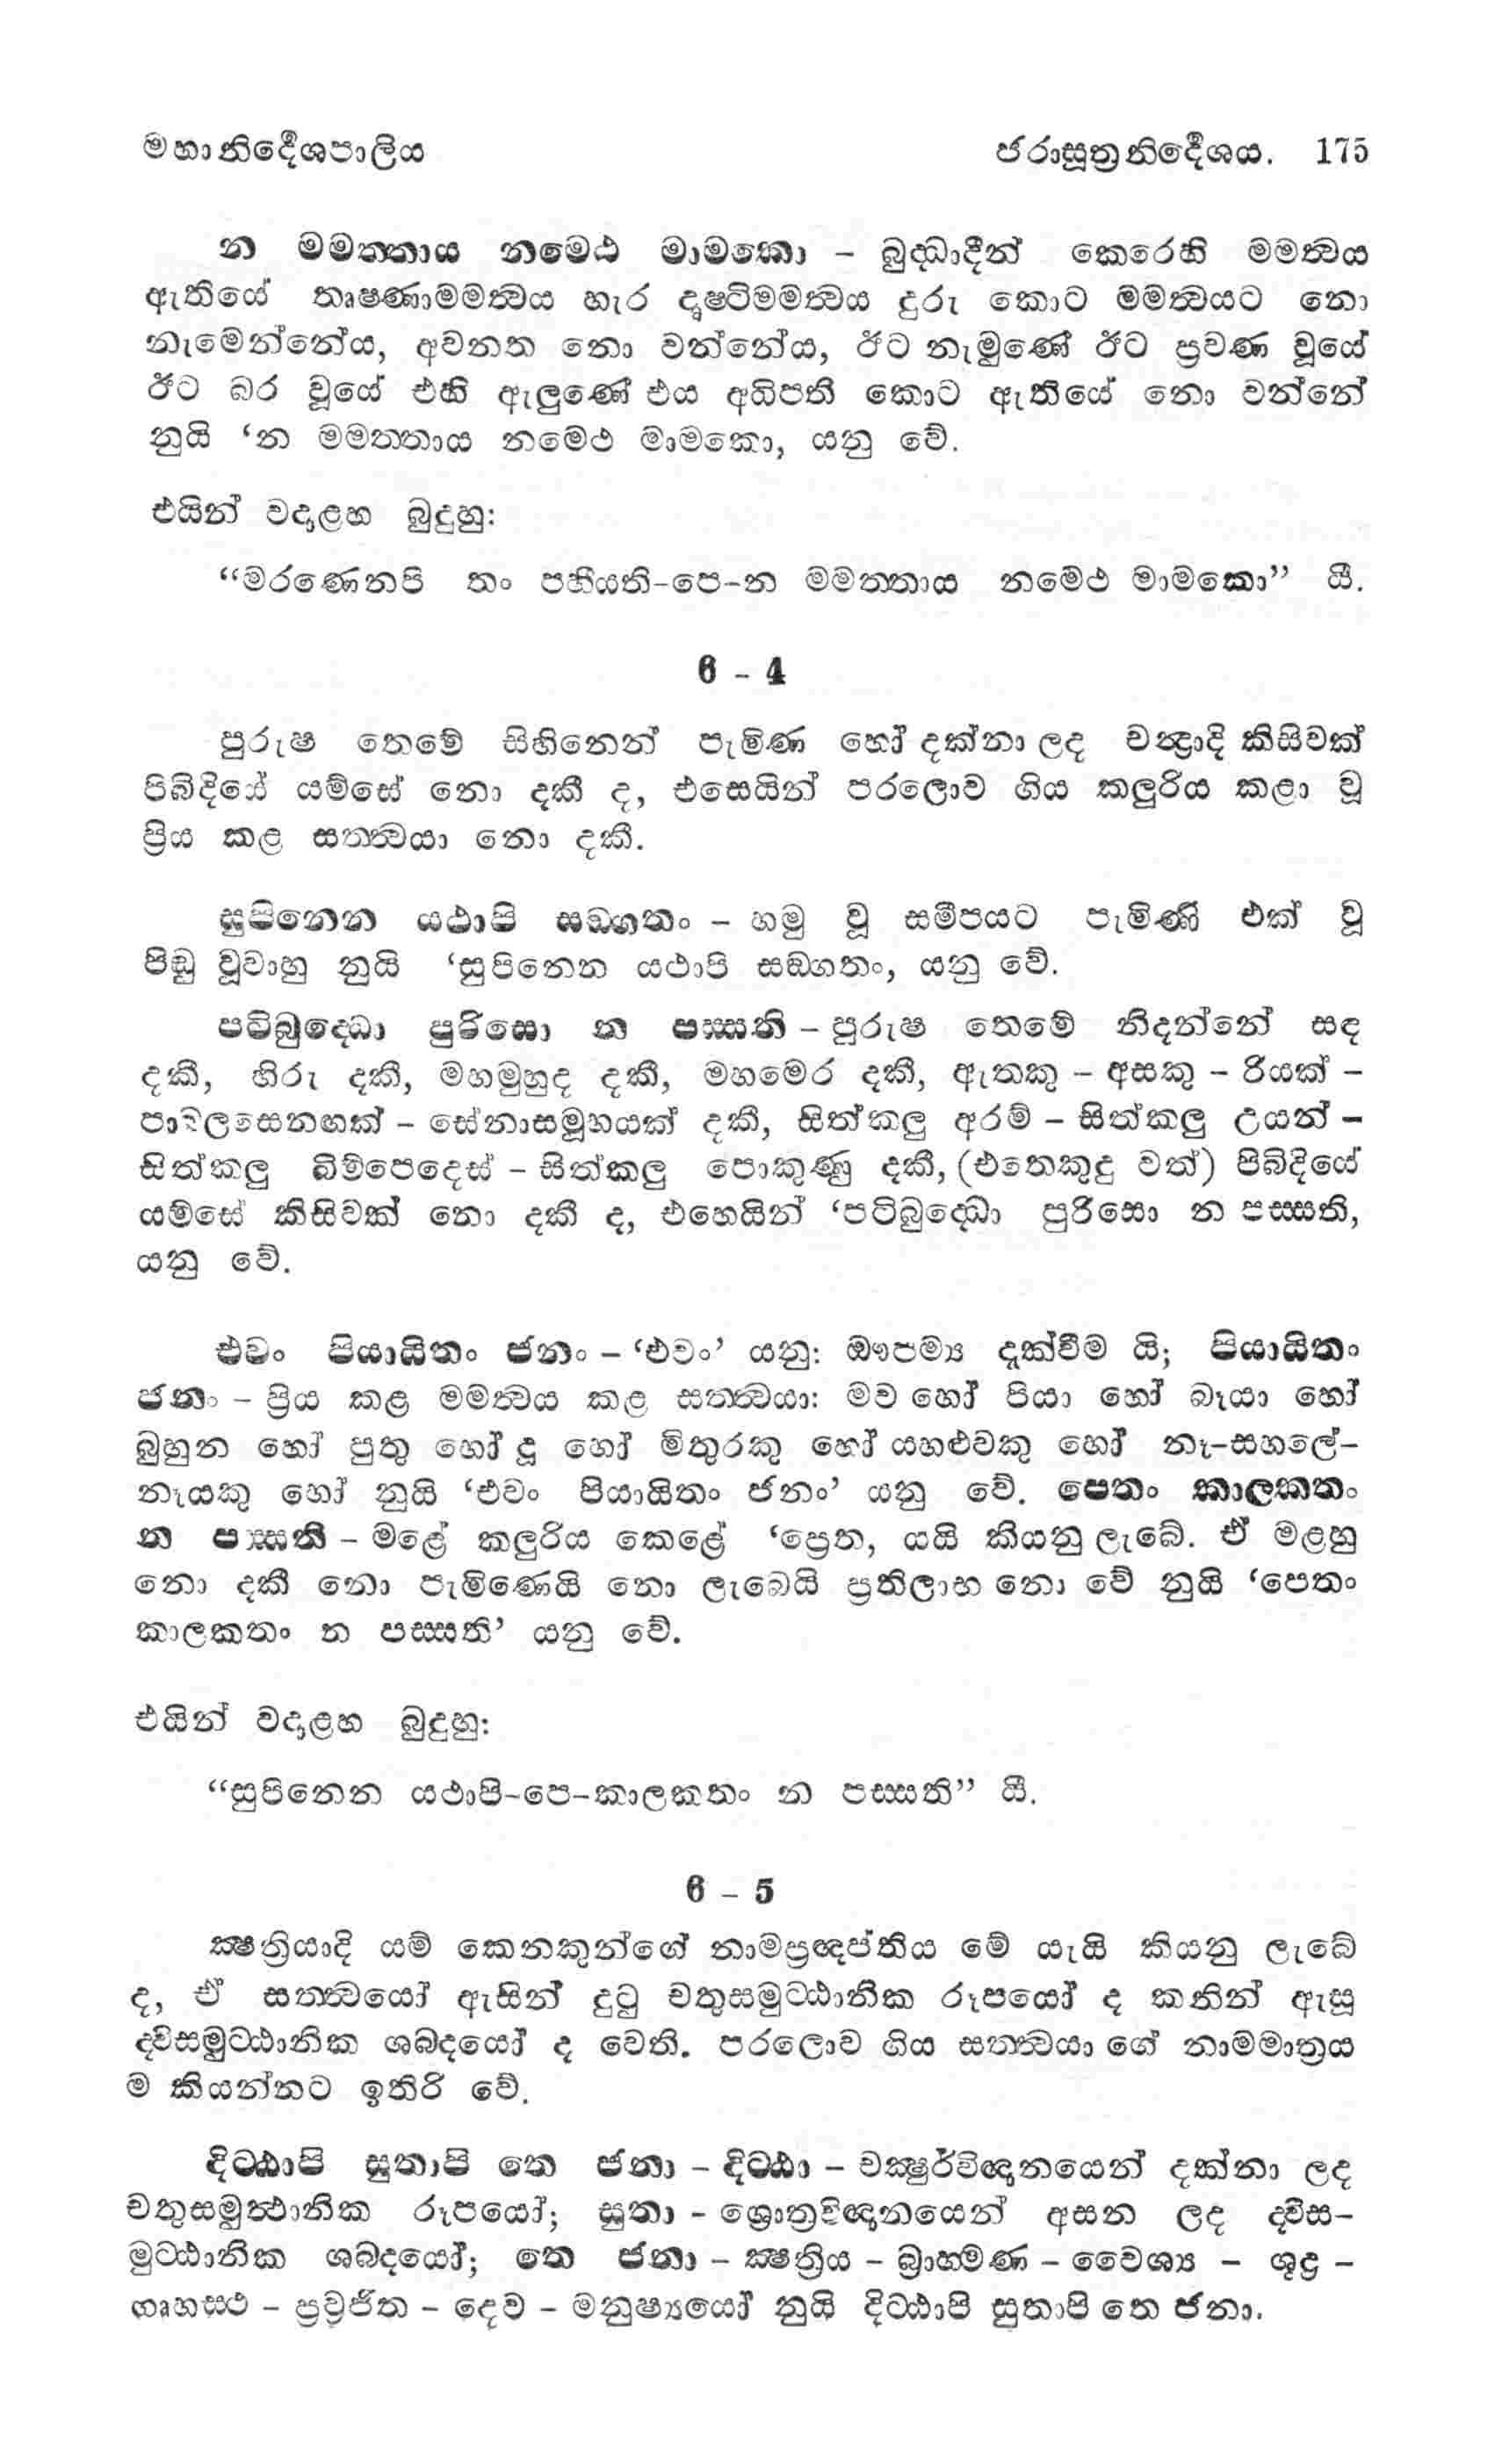 මහානිර්දේශපාලිය ජරාසූත්‍රනිර්දේශය. 175
න මමත්තාය නමෙථ මාමකො – බුද්ධාදීන් කෙරෙහි මමත්‍වය
ඇතියේ තෘෂ්ණාමමත්‍වය හැර දෘෂ්ටිමමත්‍වය දුරු කොට මමත්‍වයට නො
නැමෙන්නේය, අවනත නො වන්නේය, ඊට නැමුණේ ඊට ප්‍රවණ වූයේ
ඊට බර වූයේ එහි ඇලුණේ එය අධිපති කොට ඇතියේ නො වන්නේ
නුයි ‘න මමත්තාය නමෙථ මාමකො, යනු වේ.
එයින් වදාළහ බුදුහු:
“මරණෙනපි තං පහීයති-පෙ-න මමත්තාය නමෙථ මාමකො” යී.
6 – 4
පුරුෂ තෙමේ සිහිනෙන් පැමිණ හෝ දක්නා ලද චන්‍ද්‍රාදි කිසිවක්
පිබිදියේ යම්සේ නො දකී ද, එසෙයින් පරලොව ගිය කලුරිය කළා වූ
ප්‍රිය කළ සත්ත්‍වයා නො දකී.
සුපිනෙන යථාපි සඞ්ගතං – හමු වූ සමීපයට පැමිණි එක් වූ
පිඬු වූවාහු නුයි ‘සුපිනෙන යථාපි සඞ්ගතං, යනු වේ.
පටිබුද්ධො පුරිසො න පස්සති – පුරුෂ තෙමේ නිදන්නේ සඳ
දකී, හිරු දකී, මහමුහුද දකී, මහමෙර දකී, ඇතකු – අසකු – රියක් –
පාබලසෙනඟක් – සේනාසමූහයක් දකී, සිත්කලු අරම් – සිත්කලු උයන් –
සිත්කලු බිම්පෙදෙස් – සිත්කලු පොකුණු දකී, (එතෙකුදු වත්) පිබිදියේ
යම්සේ කිසිවක් නො දකී ද, එහෙයින් ‘පටිබුද්ධො පුරිසො න පස්සති,
යනු වේ.
එවං පියායිතං ජනං – ‘එවං’ යනු: ඖපම්‍ය දැක්වීම යි; පියායිතං
ජනං – ප්‍රිය කළ මමත්‍වය කළ සත්ත්‍වයා: මව හෝ පියා හෝ බෑයා හෝ
බුහුන හෝ පුතු හෝ දූ හෝ මිතුරකු හෝ යහළුවකු හෝ නෑ-සහලේ-
නෑයකු හෝ නුයි ‘එවං පියායිතං ජනං’ යනු වේ. පෙතං කාලකතං
න පස්සති – මළේ කලුරිය කෙළේ ‘ප්‍රෙත, යයි කියනු ලැබේ. ඒ මළහු
නො දකී නො පැමිණෙයි නො ලැබෙයි ප්‍රතිලාභ නො වේ නුයි ‘පෙතං
කාලකතං න පස්සති’ යනු වේ.
එයින් වදාළහ බුදුහු:
“සුපිනෙන යථාපි-පෙ-කාලකතං න පස්සති” යී.
6 – 5
ක්‍ෂත්‍රියාදි යම් කෙනකුන්ගේ නාමප්‍රඥප්තිය මේ යැයි කියනු ලැබේ
ද, ඒ සත්ත්‍වයෝ ඇසින් දුටු චතුසමුට්ඨානික රූපයෝ ද කනින් ඇසූ
ද්විසමුට්ඨානික ශබ්දයෝ ද වෙති. පරලොව ගිය සත්ත්‍වයා ගේ නාමමාත්‍රය
ම කියන්නට ඉතිරි වේ.
දිට්ඨාපි සුතාපි තෙ ජනා – දිට්ඨා – චක්‍ෂුර්විඥානයෙන් දක්නා ලද
චතුසමුත්‍ථානික රූපයෝ; සුතා – ශ්‍රොත්‍රවිඥානයෙන් අසන ලද ද්විස-
මුට්ඨානික ශබ්දයෝ; තෙ ජනා – ක්‍ෂත්‍රිය – බ්‍රාහ්මණ – වෛශ්‍ය – ශූද්‍ර –
ගෘහස්ථ – ප්‍රව්‍රජිත – දෙව – මනුෂ්‍යයෝ නුයි දිට්ඨාපි සුතාපි තෙ ජනා.